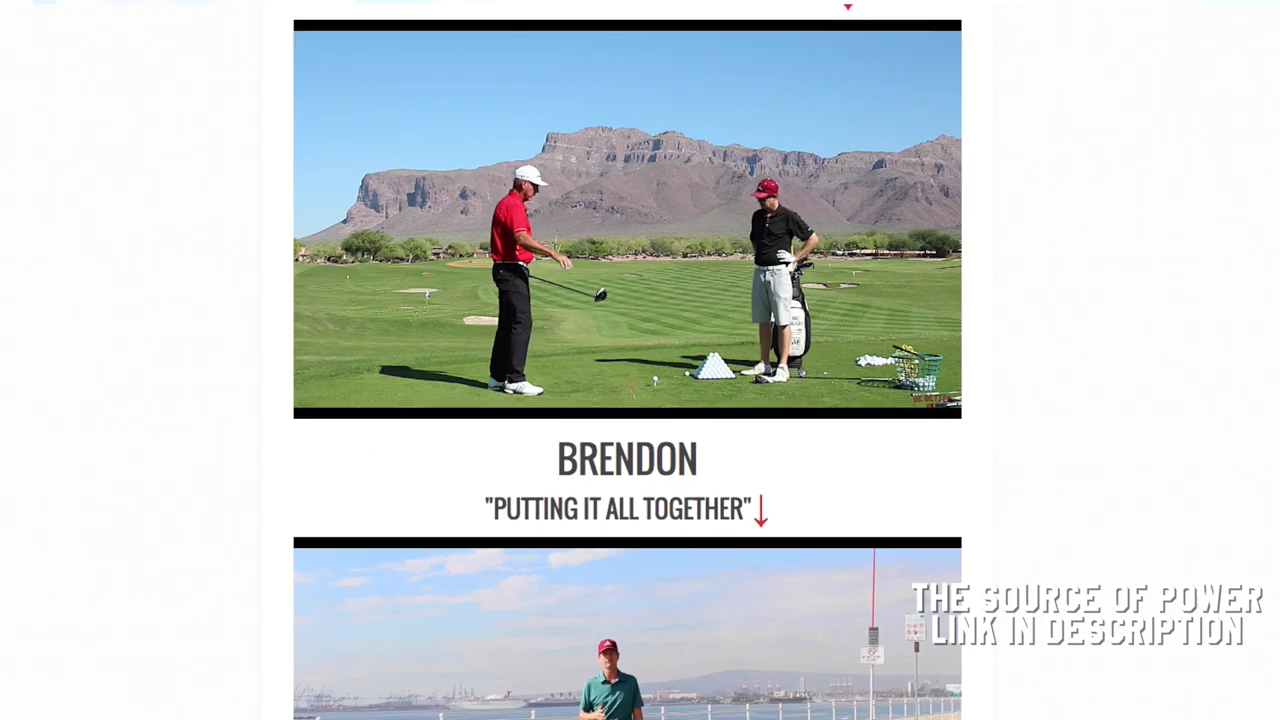 BRENDON
"PUTTING IT ALL TOGETHER"
THE SOURCE OF POWER
LINK IN DESCRIPTION